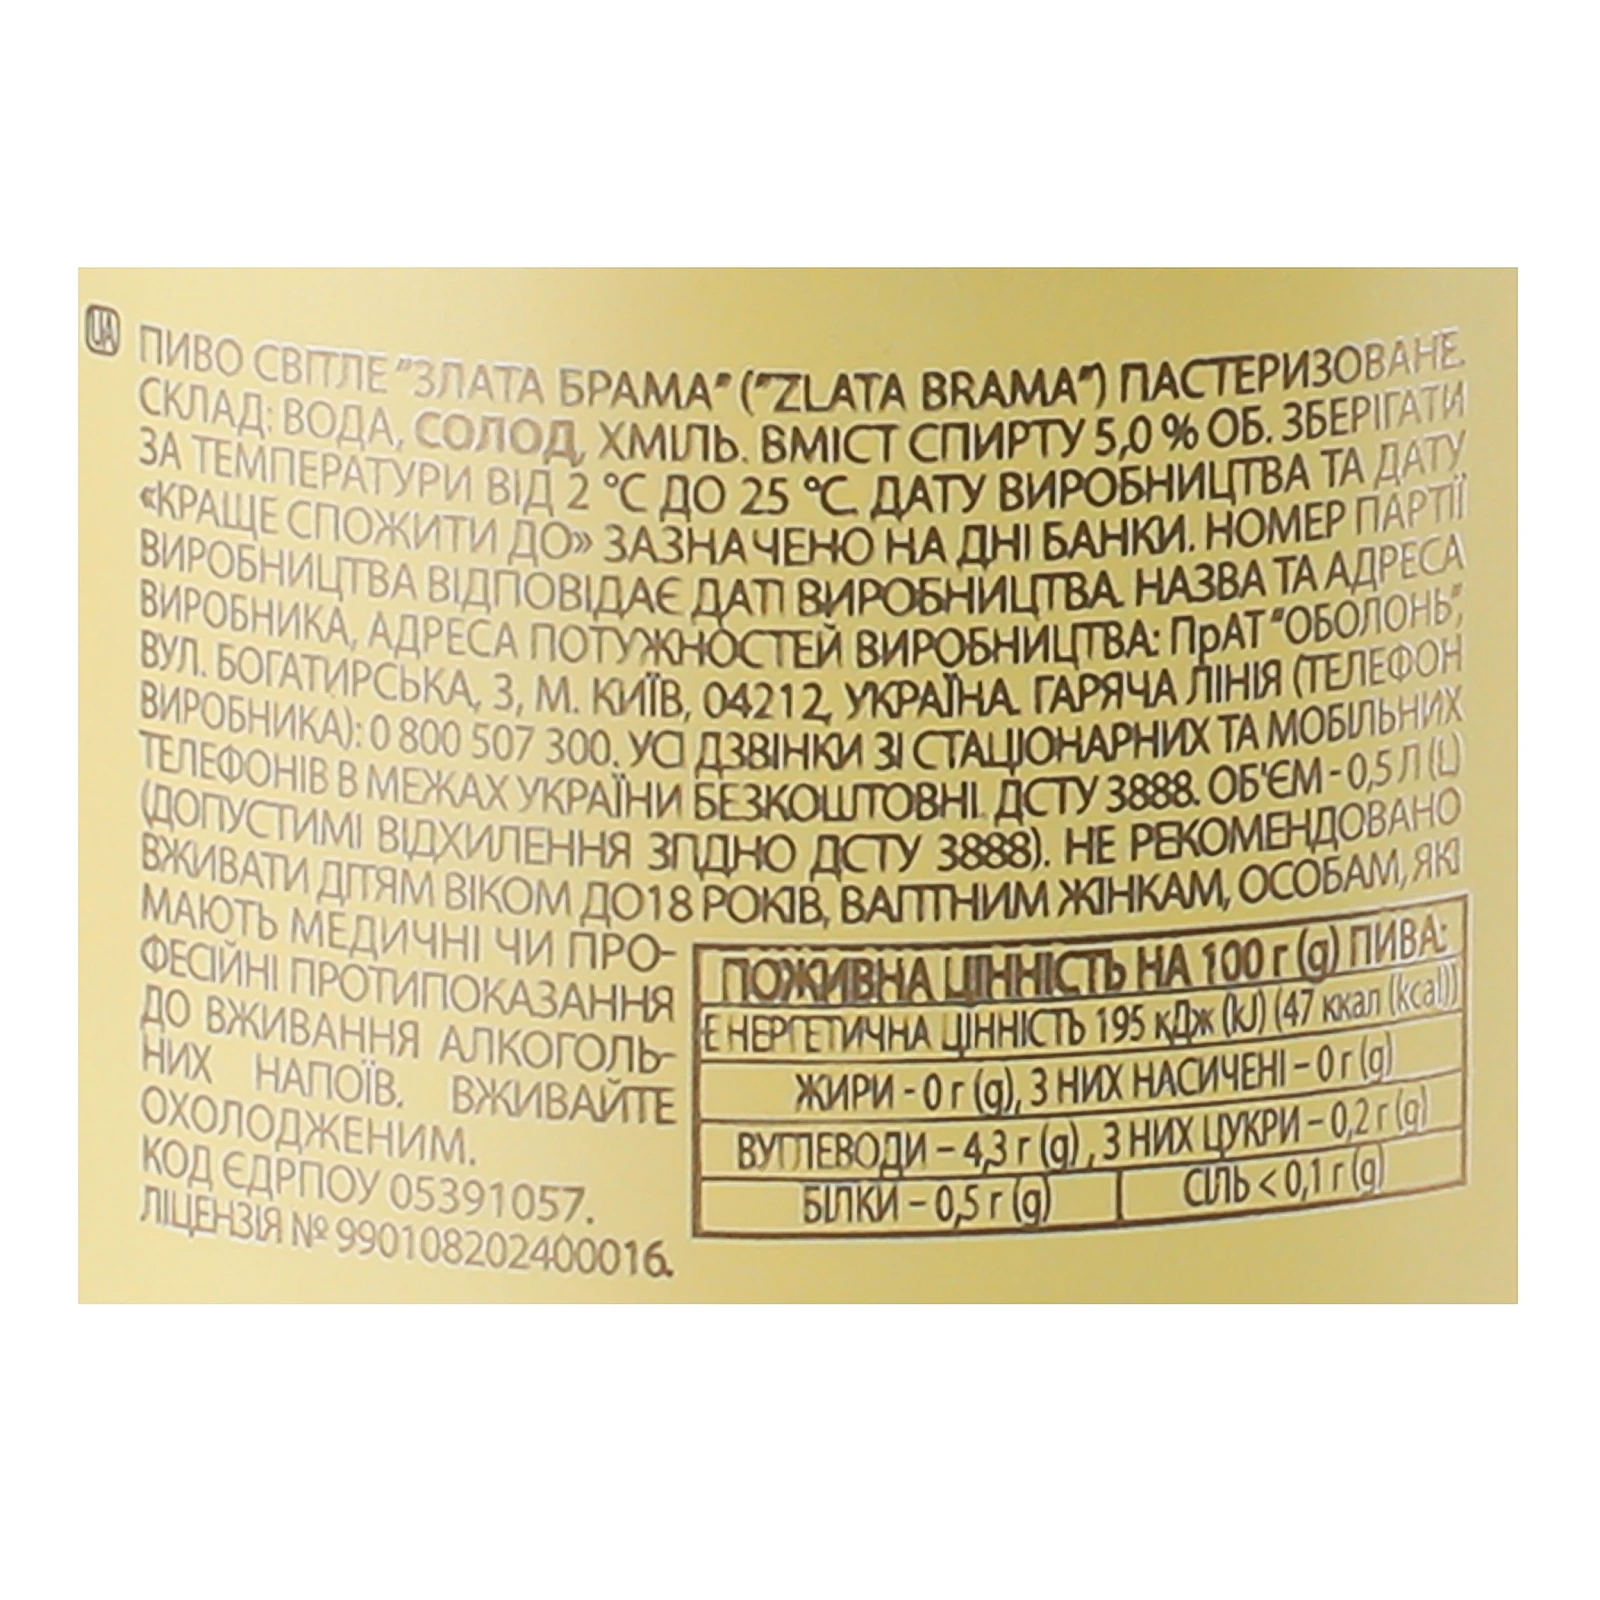 UA
ПИВО СВІТЛЕ "ЗЛАТА БРАМА" ("ZLATA BRAMA") ПАСТЕРИЗОВАНЕ.
СКЛАД: ВОДА, СОЛОД, ХМІЛЬ. ВМІСТ СПИРТУ 5,0 % ОБ. ЗБЕРІГАТИ
ЗА ТЕМПЕРАТУРИ ВІД 2 °С ДО 25 °С. ДАТУ ВИРОБНИЦТВА ТА ДАТУ
«КРАЩЕ СПОЖИТИ ДО» ЗАЗНАЧЕНО НА ДНІ БАНКИ. НОМЕР ПАРТІЇ
ВИРОБНИЦТВА ВІДПОВІДАЄ ДАТІ ВИРОБНИЦТВА. НАЗВА ТА АДРЕСА
ВИРОБНИКА, АДРЕСА ПОТУЖНОСТЕЙ ВИРОБНИЦТВА: ПрАТ "ОБОЛОНЬ",
ВУЛ. БОГАТИРСЬКА, 3, М. КИЇВ, 04212, УКРАЇНА. ГАРЯЧА ЛІНІЯ (ТЕЛЕФОН
ВИРОБНИКА): 0 800 507 300. УСІ ДЗВІНКИ ЗІ СТАЦІОНАРНИХ ТА МОБІЛЬНИХ
ТЕЛЕФОНІВ В МЕЖАХ УКРАЇНИ БЕЗКОШТОВНІ. ДСТУ 3888. ОБ'ЄМ - 0,5 Л (L)
(ДОПУСТИМІ ВІДХИЛЕННЯ ЗГІДНО ДСТУ 3888). НЕ РЕКОМЕНДОВАНО
ВЖИВАТИ ДІТЯМ ВІКОМ ДО 18 РОКІВ, ВАГІТНИМ ЖІНКАМ, ОСОБАМ, ЯКІ
МАЮТЬ МЕДИЧНІ ЧИ ПРО-
ФЕСІЙНІ ПРОТИПОКАЗАННЯ
ДО ВЖИВАННЯ АЛКОГОЛЬ-
НИХ НАПОЇВ. ВЖИВАЙТЕ
ОХОЛОДЖЕНИМ.
КОД ЄДРПОУ 05391057.
ЛІЦЕНЗІЯ № 990108202400016.
ПОЖИВНА ЦІННІСТЬ НА 100 г (g) ПИВА:
ЕНЕРГЕТИЧНА ЦІННІСТЬ 195 кДж (kJ) (47 ккал (kcal))
ЖИРИ - 0 г (g), З НИХ НАСИЧЕНІ – 0 г (g)
ВУГЛЕВОДИ – 4,3 г (g), З НИХ ЦУКРИ – 0,2 г (g)
БІЛКИ – 0,5 г (g) СІЛЬ < 0,1 г (g)